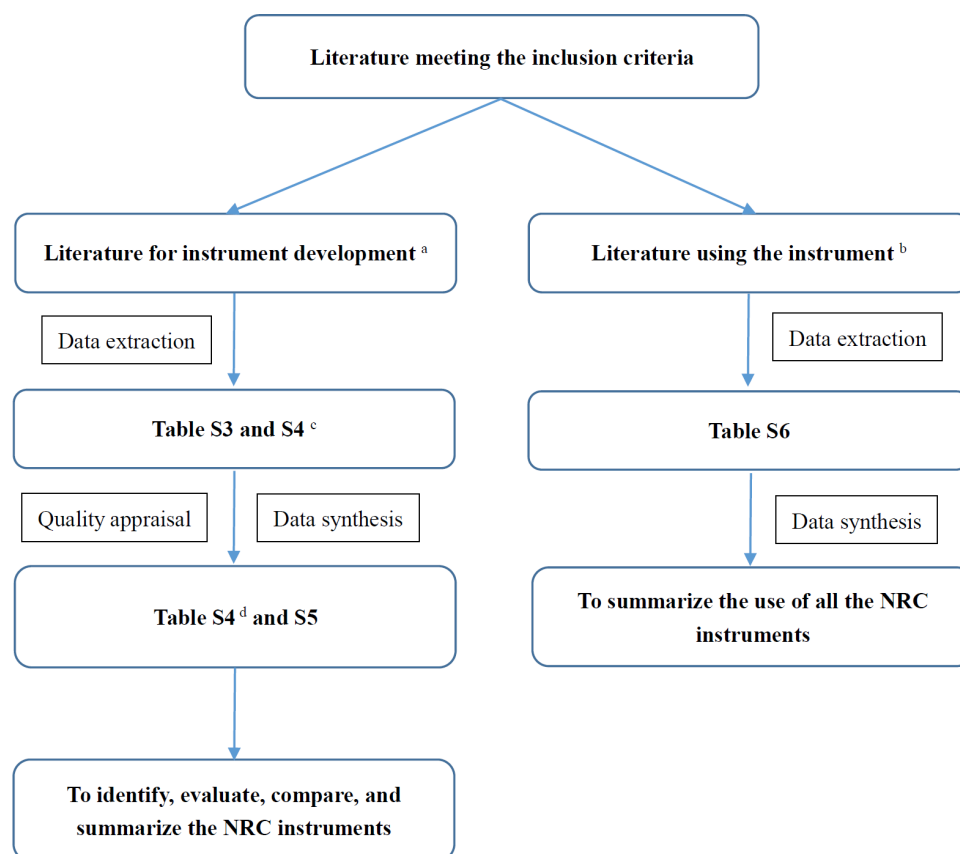 Literature meeting the inclusion criteria
Literature for instrument development a
Literature using the instrument b
Data extraction
Data extraction
Table S3 and S4 c
Table S6
Quality appraisal
Data synthesis
Data synthesis
Table S4 d and S5
To summarize the use of all the NRC
instruments
To identify, evaluate, compare, and
summarize the NRC instruments